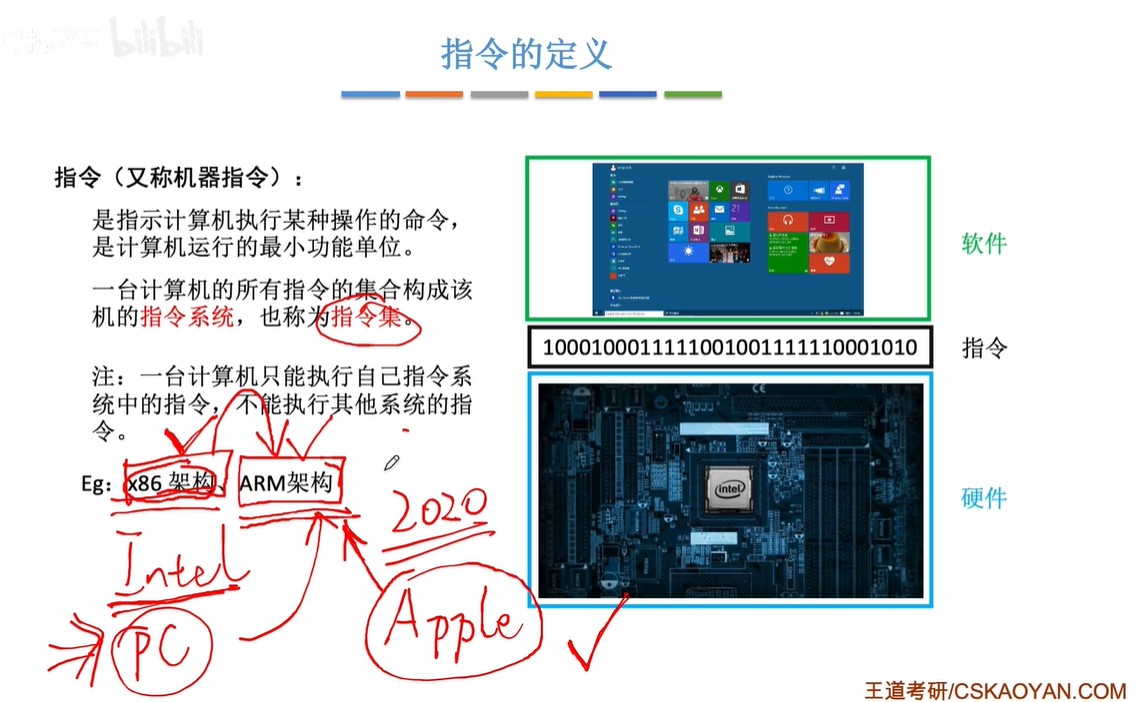 bilibili
指令的定义
指令（又称机器指令）：
是指示计算机执行某种操作的命令，
是计算机运行的最小功能单位。
一台计算机的所有指令的集合构成该
机的指令系统，也称为指令集。
注：一台计算机只能执行自己指令系
统中的指令，不能执行其他系统的指
令。
Eg：x86 架构、ARM架构
2020
Intel
Apple
PC
软件
10001000111110010011111110001010
指令
intel
硬件
王道考研/CSKAOYAN.COM